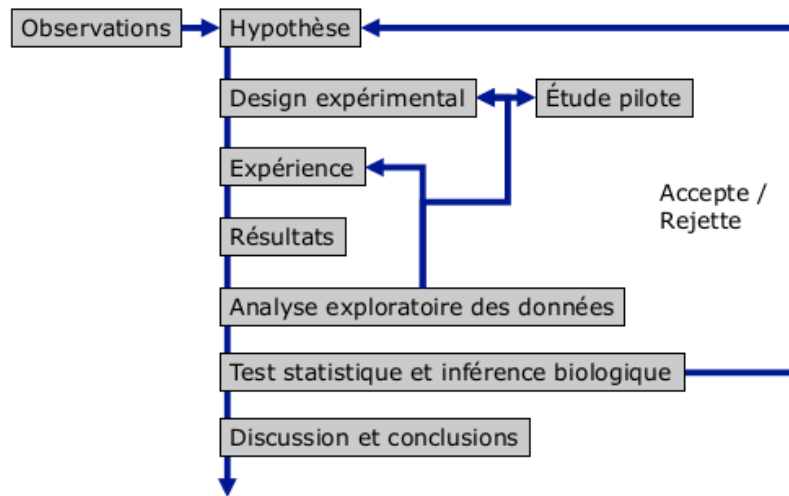 Observations
Hypothèse
Design expérimental
Étude pilote
Expérience
Accepte /
Rejette
Résultats
Analyse exploratoire des données
Test statistique et inférence biologique
Discussion et conclusions